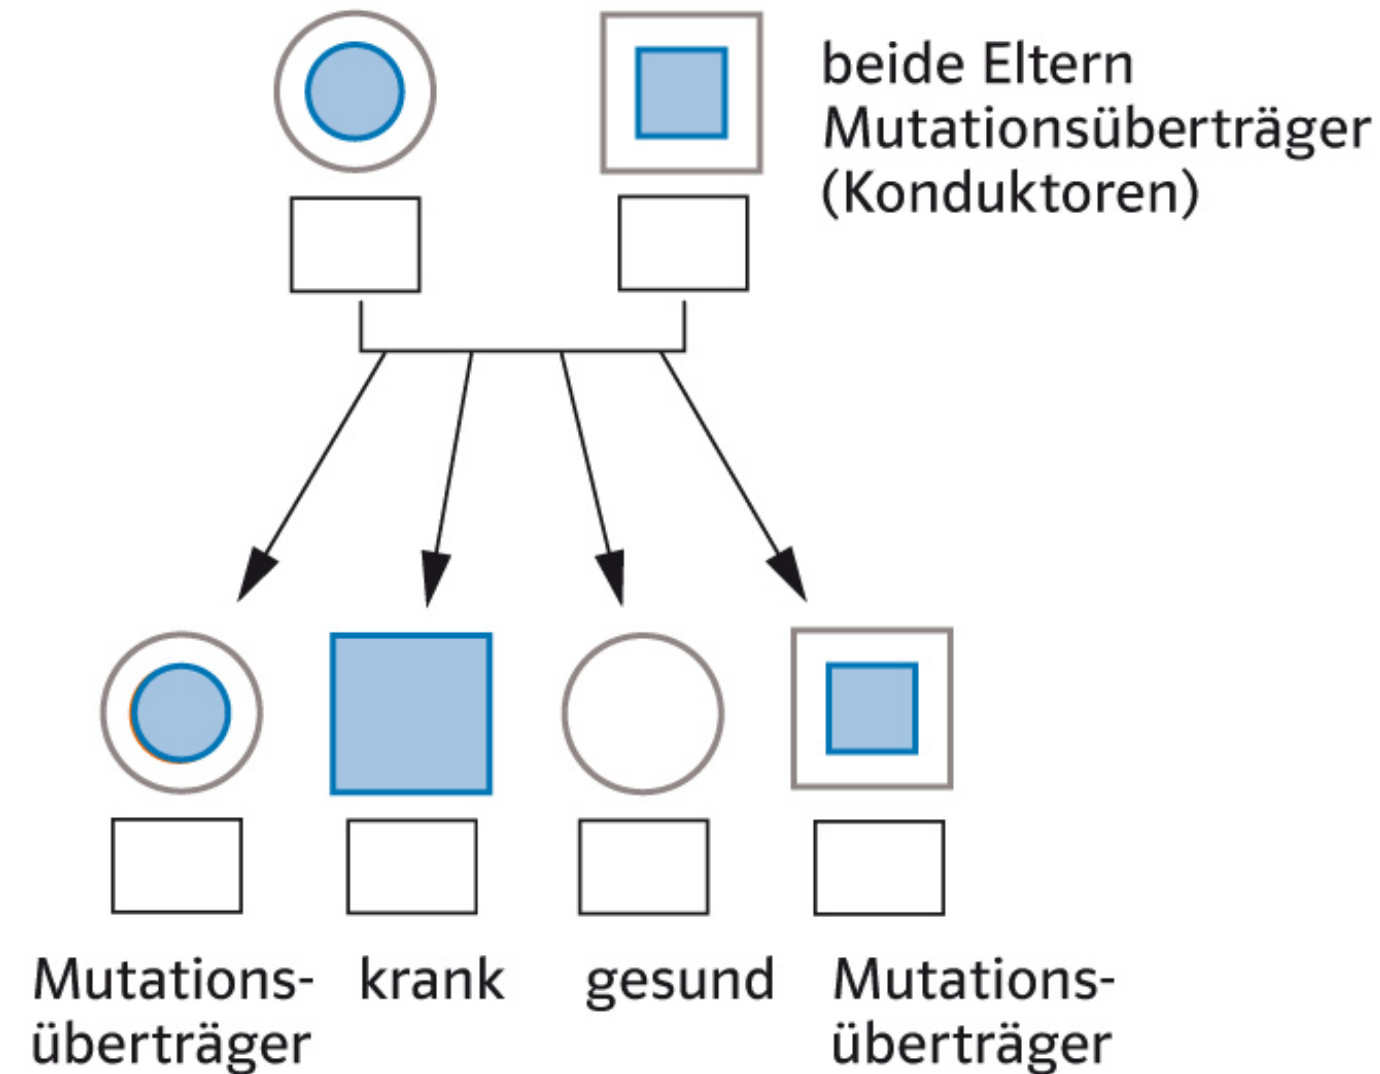 beide Eltern
Mutationsüberträger
(Konduktoren)
Mutations-
überträger
krank
gesund
Mutations-
überträger